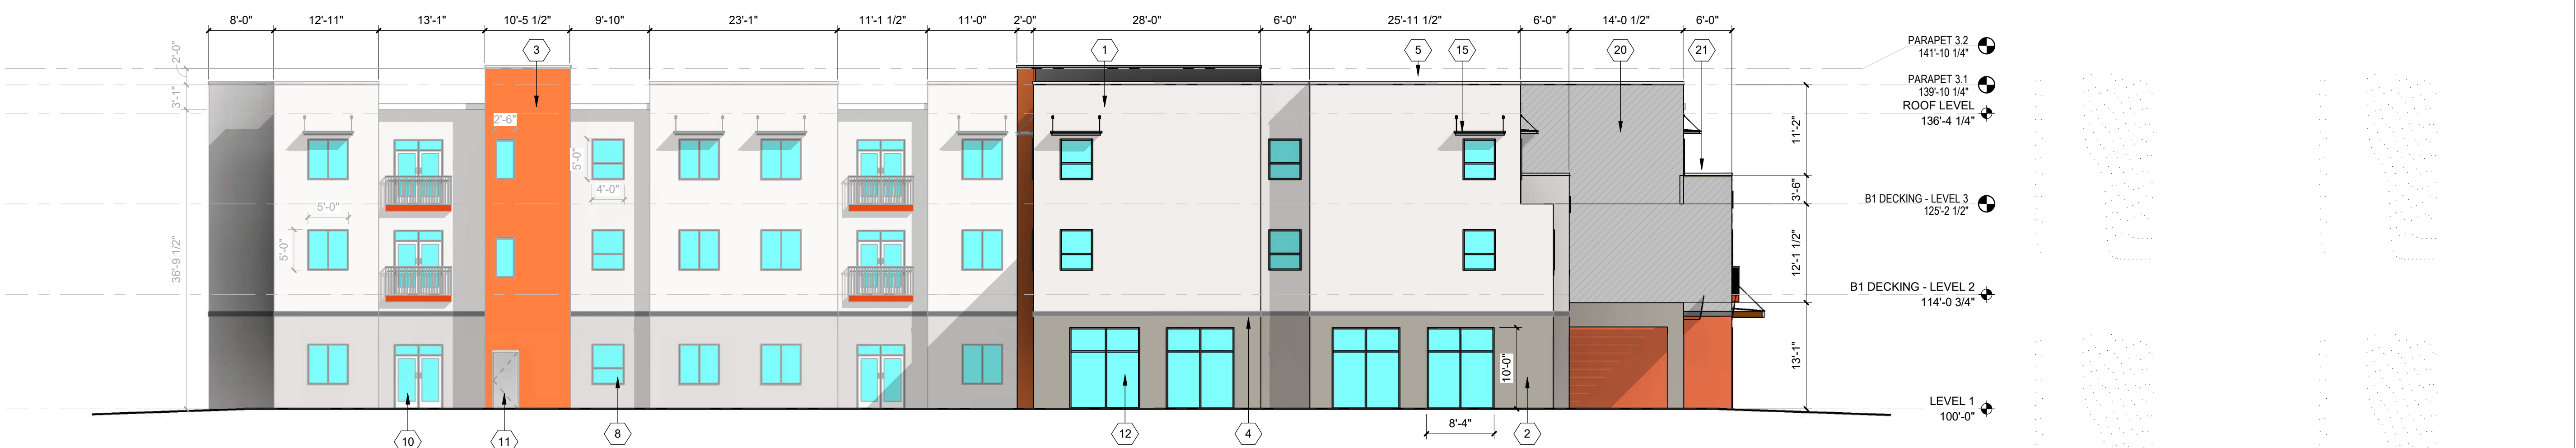 8'-0" 12'-11" 13'-1" 10'-5 1/2" 9'-10" 23'-1" 11'-1 1/2" 11'-0" 2'-0" 28'-0" 6'-0" 25'-11 1/2" 6'-0" 14'-0 1/2" 6'-0"
3 1 5 15 20 21
PARAPET 3.2
141'-10 1/4"
2'-0"
PARAPET 3.1
139'-10 1/4"
3'-1"
ROOF LEVEL
136'-4 1/4"
2'-6"
11'-2"
5'-0"
4'-0"
3'-6"
B1 DECKING - LEVEL 3
125'-2 1/2"
5'-0"
5'-0"
36'-9 1/2"
12'-1 1/2"
B1 DECKING - LEVEL 2
114'-0 3/4"
10'-0"
13'-1"
LEVEL 1
100'-0"
8'-4"
10 11 8 12 4 2